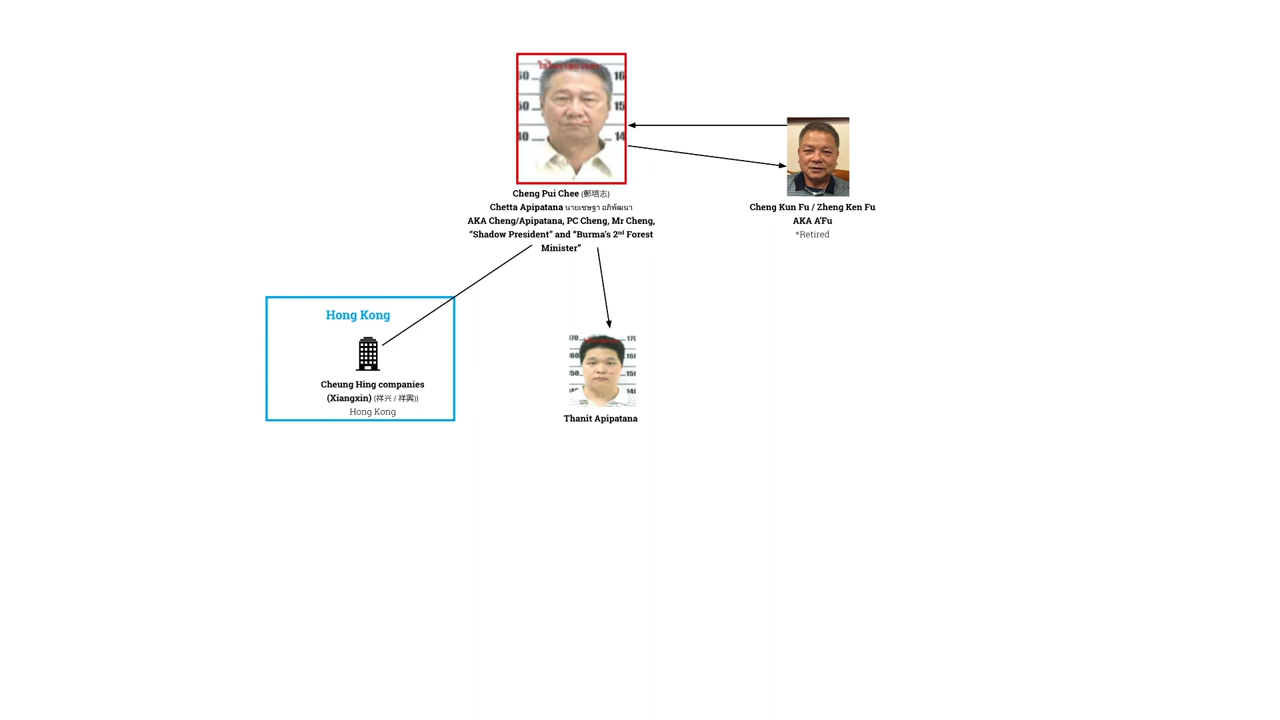 Cheng Pui Chee (鄭培志)
Chetta Apipatana นายเชษฐา อภิพัฒนา
AKA Cheng/Apipatana, PC Cheng, Mr Cheng,
“Shadow President” and “Burma’s 2nd Forest
Minister”
Cheng Kun Fu / Zheng Ken Fu
AKA A’Fu
*Retired
Hong Kong
Cheung Hing companies
(Xiangxin) (祥兴 / 祥興))
Hong Kong
Thanit Apipatana